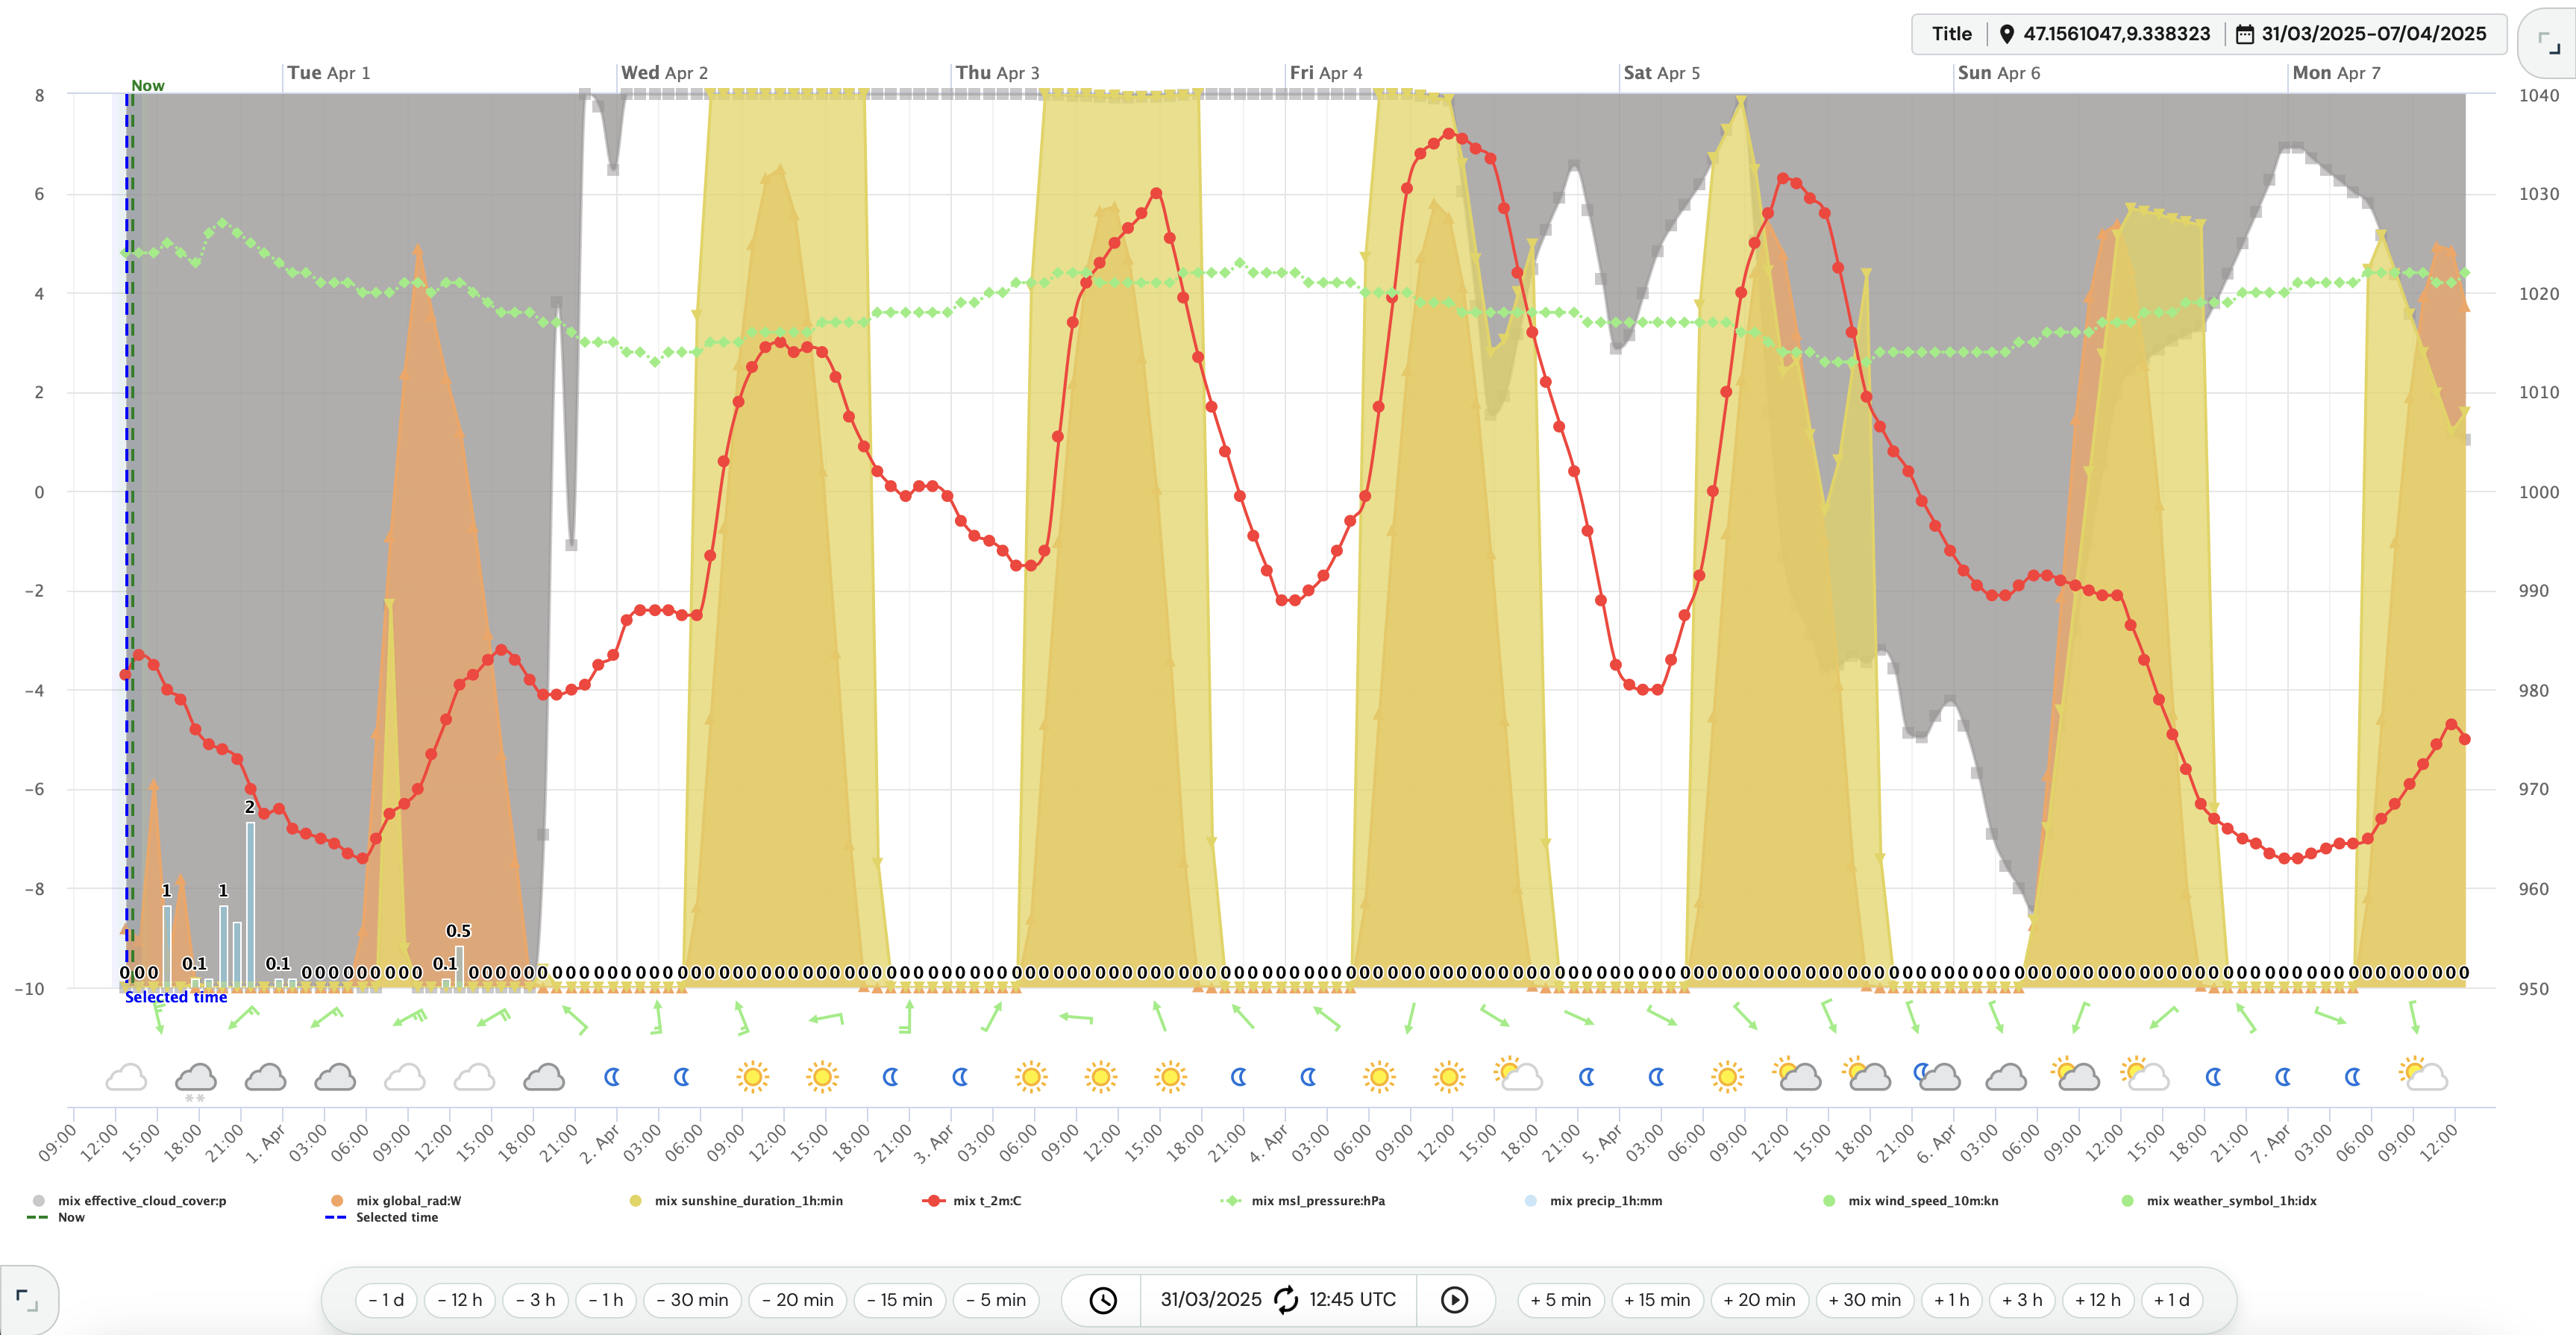 Title 47.1561047,9.338323 31/03/2025–07/04/2025
Tue Apr 1 Wed Apr 2 Thu Apr 3 Fri Apr 4 Sat Apr 5 Sun Apr 6 Mon Apr 7
Now
8 1040
6 1030
4 1020
2 1010
0 1000
−2 990
−4 980
−6 970
2
−8 960
1 1
0.5
0.1 0.1 0.1
0 0 0 0 0 0 0 0 0 0 0 0
−10 950
Selected time
09:00 12:00 15:00 18:00 21:00 1. Apr 03:00 06:00 09:00 12:00 15:00 18:00 21:00 2. Apr 03:00 06:00 09:00 12:00 15:00 18:00 21:00 3. Apr 03:00 06:00 09:00 12:00 15:00 18:00 21:00 4. Apr 03:00 06:00 09:00 12:00 15:00 18:00 21:00 5. Apr 03:00 06:00 09:00 12:00 15:00 18:00 21:00 6. Apr 03:00 06:00 09:00 12:00 15:00 18:00 21:00 7. Apr 03:00 06:00 09:00 12:00
mix effective_cloud_cover:p mix global_rad:W mix sunshine_duration_1h:min mix t_2m:C mix msl_pressure:hPa mix precip_1h:mm mix wind_speed_10m:kn mix weather_symbol_1h:idx
Now Selected time
− 1 d − 12 h − 3 h − 1 h − 30 min − 20 min − 15 min − 5 min 31/03/2025 12:45 UTC + 5 min + 15 min + 20 min + 30 min + 1 h + 3 h + 12 h + 1 d